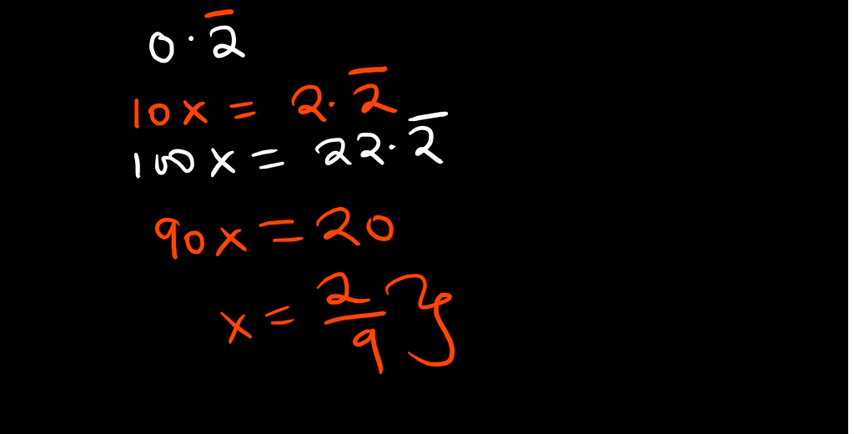 0.2̅
10x = 2.2̅
100x = 22.2̅
90x = 20
x = 2/9